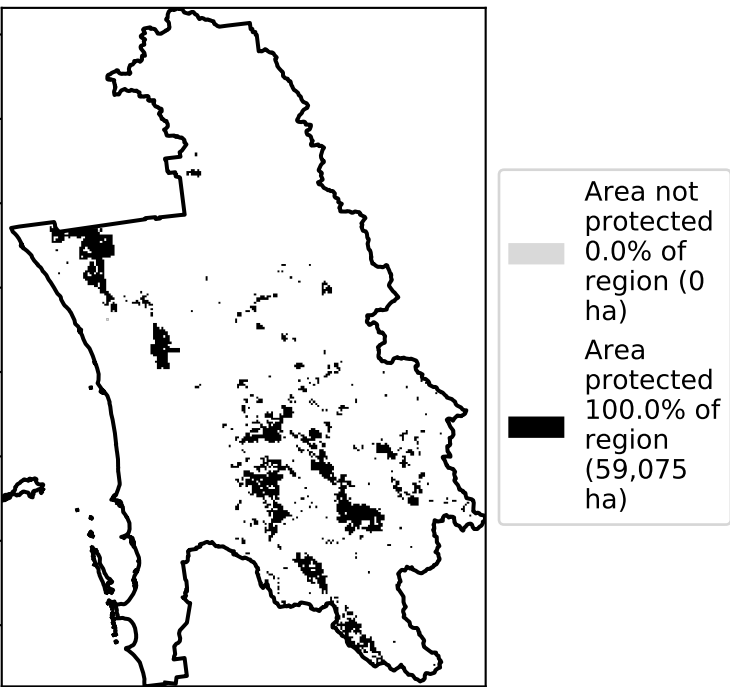 Area not
protected
0.0% of
region (0
ha)
Area
protected
100.0% of
region
(59,075
ha)